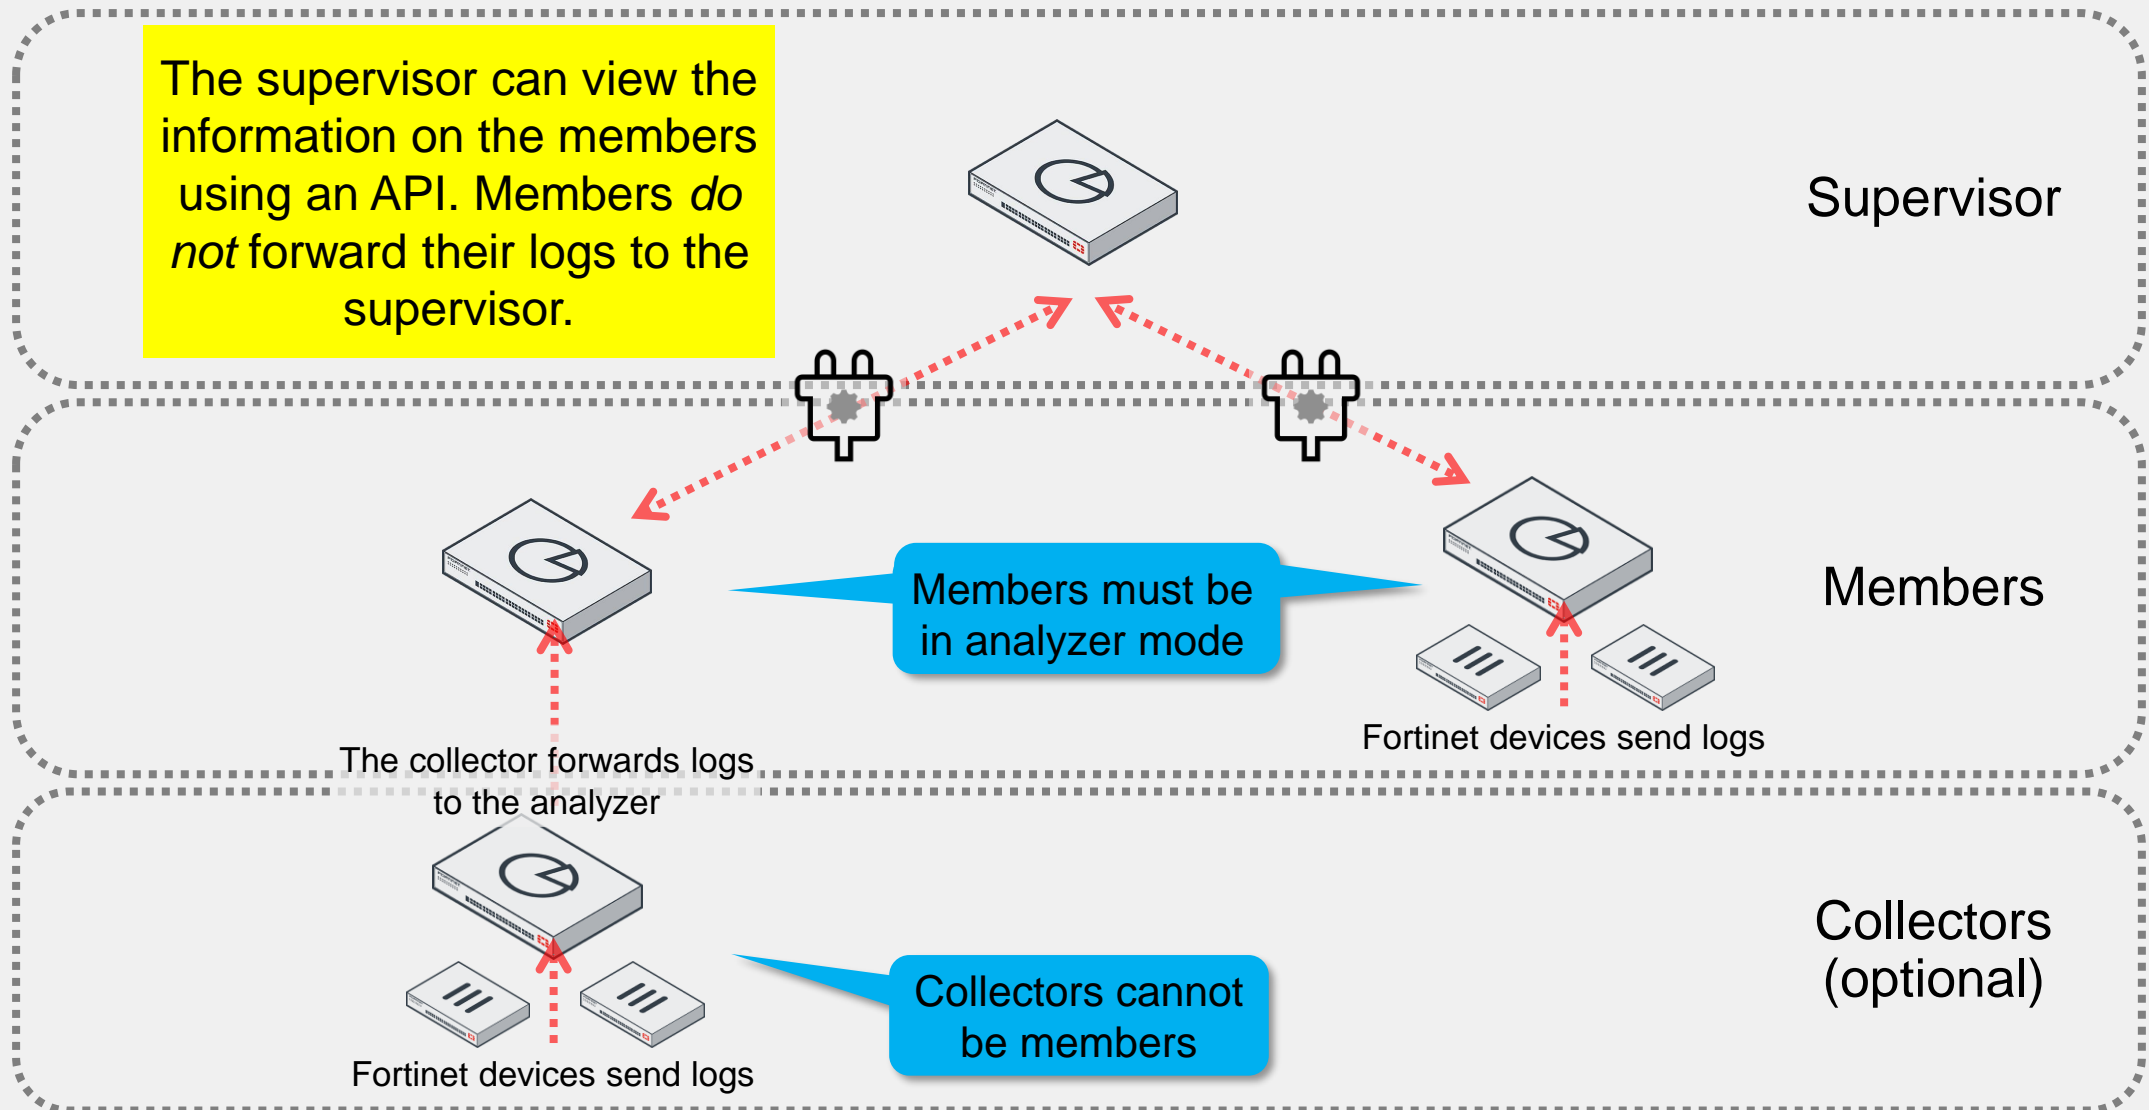 The supervisor can view the
information on the members
using an API. Members do
not forward their logs to the
supervisor.
Supervisor
Members must be
in analyzer mode
Members
Fortinet devices send logs
The collector forwards logs
to the analyzer
Collectors
(optional)
Collectors cannot
be members
Fortinet devices send logs